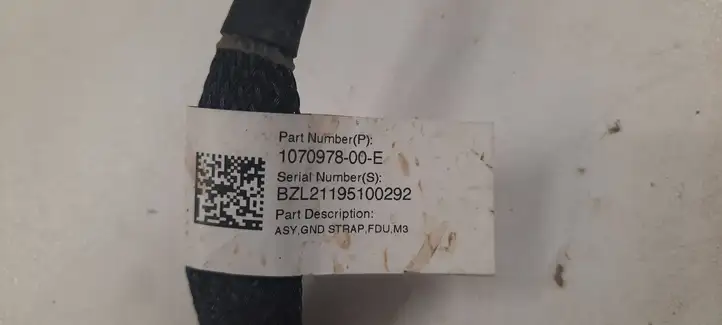 Part Number(P):
1070978-00-E
Serial Number(S):
BZL21195100292
Part Description:
ASY,GND STRAP,FDU,M3